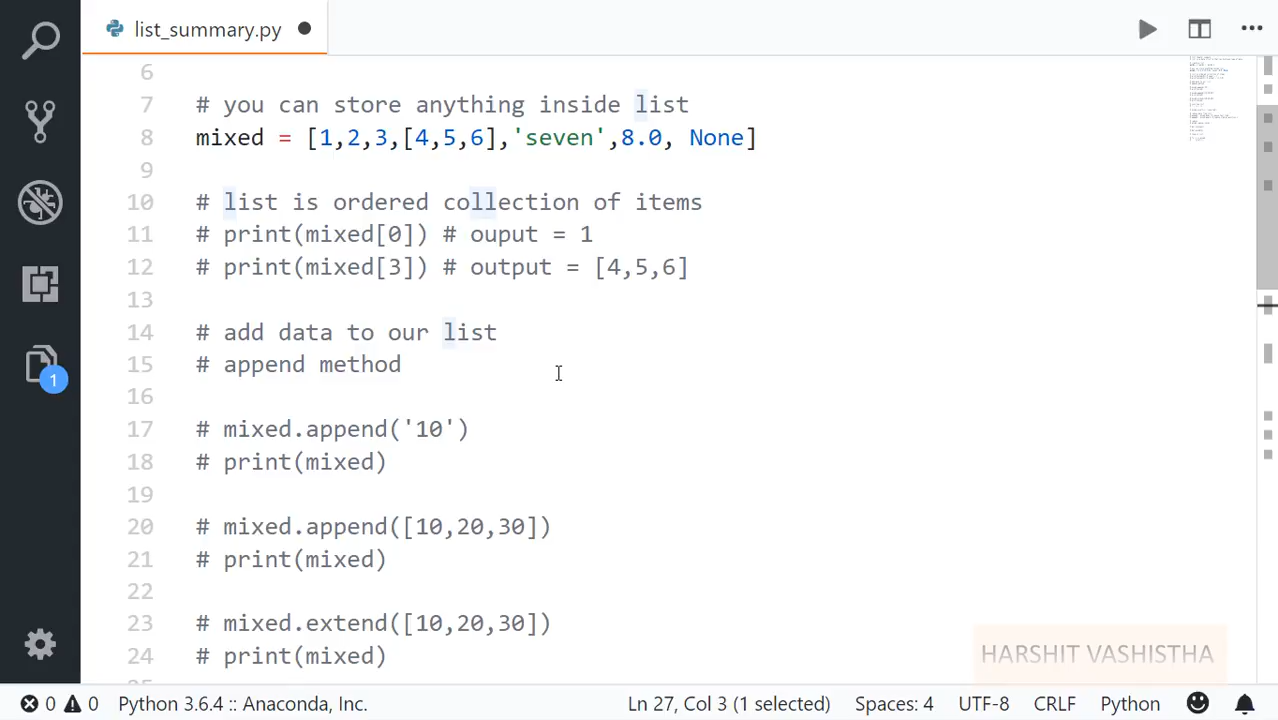 list_summary.py
6
7 # you can store anything inside list
8 mixed = [1,2,3,[4,5,6],'seven',8.0, None]
9
10 # list is ordered collection of items
11 # print(mixed[0]) # ouput = 1
12 # print(mixed[3]) # output = [4,5,6]
13
14 # add data to our list
15 # append method
16
17 # mixed.append('10')
18 # print(mixed)
19
20 # mixed.append([10,20,30])
21 # print(mixed)
22
23 # mixed.extend([10,20,30])
24 # print(mixed)
1
HARSHIT VASHISTHA
0 0 Python 3.6.4 :: Anaconda, Inc. Ln 27, Col 3 (1 selected) Spaces: 4 UTF-8 CRLF Python